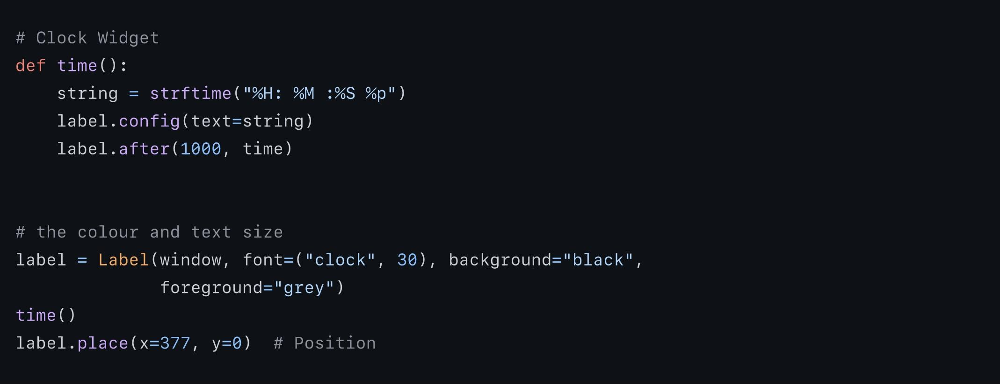 # Clock Widget
def time():
    string = strftime("%H: %M :%S %p")
    label.config(text=string)
    label.after(1000, time)
# the colour and text size
label = Label(window, font=("clock", 30), background="black",
              foreground="grey")
time()
label.place(x=377, y=0)  # Position